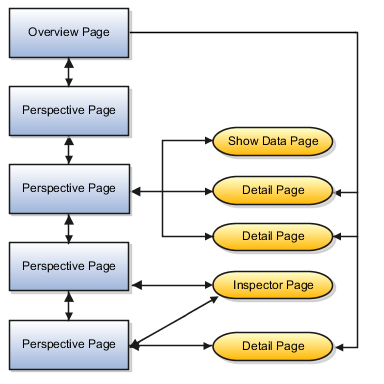 Overview Page
Perspective Page
Show Data Page
Perspective Page
Detail Page
Detail Page
Perspective Page
Inspector Page
Perspective Page
Detail Page